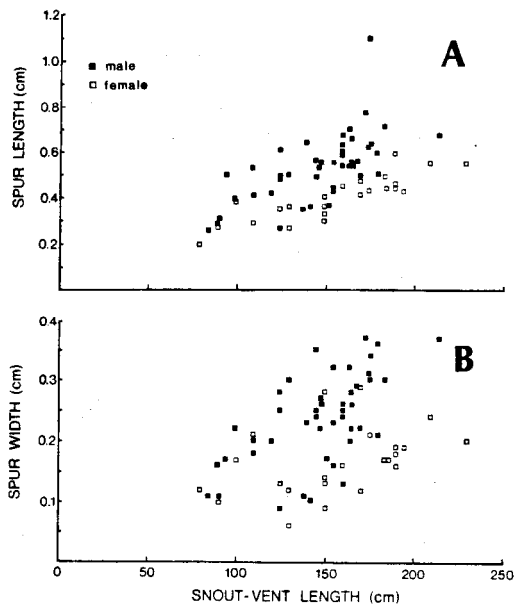 1.2
1.0
0.8
0.6
0.4
0.2
SPUR LENGTH (cm)
male
female
A
0.4
0.3
0.2
0.1
SPUR WIDTH (cm)
B
0 50 100 150 200 250
SNOUT-VENT LENGTH (cm)